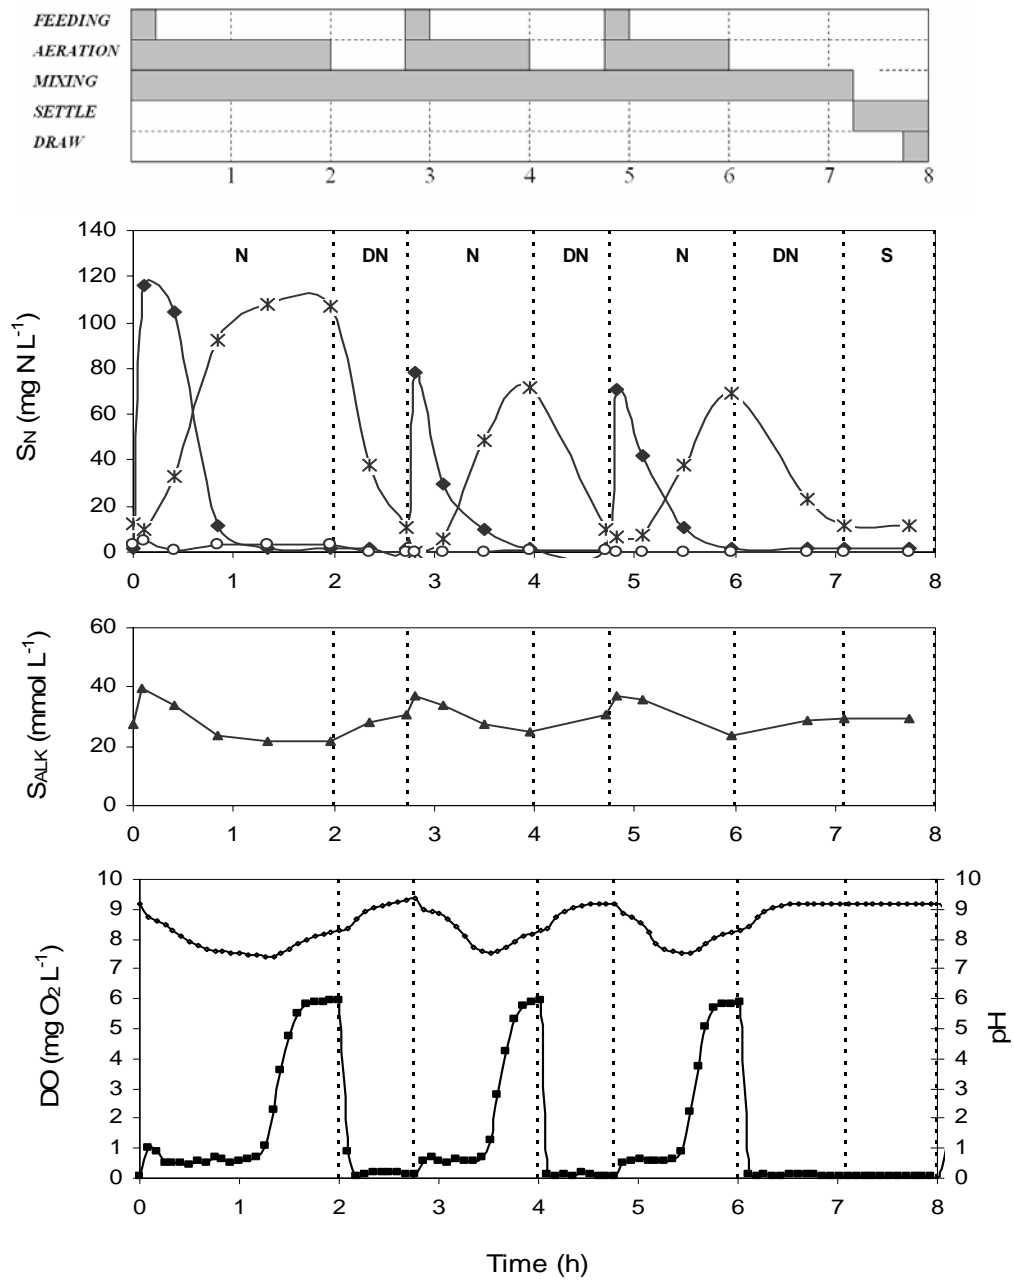 FEEDING
AERATION
MIXING
SETTLE
DRAW
1 2 3 4 5 6 7 8
140
120
100
80
60
40
20
0
SN (mg N L-1)
N DN N DN N DN S
0 1 2 3 4 5 6 7 8
60
40
20
0
SALK (mmol L-1)
0 1 2 3 4 5 6 7 8
10 10
9 9
8 8
7 7
6 6
5 5
4 4
3 3
2 2
1 1
0 0
DO (mg O2 L-1)
pH
0 1 2 3 4 5 6 7 8
Time (h)